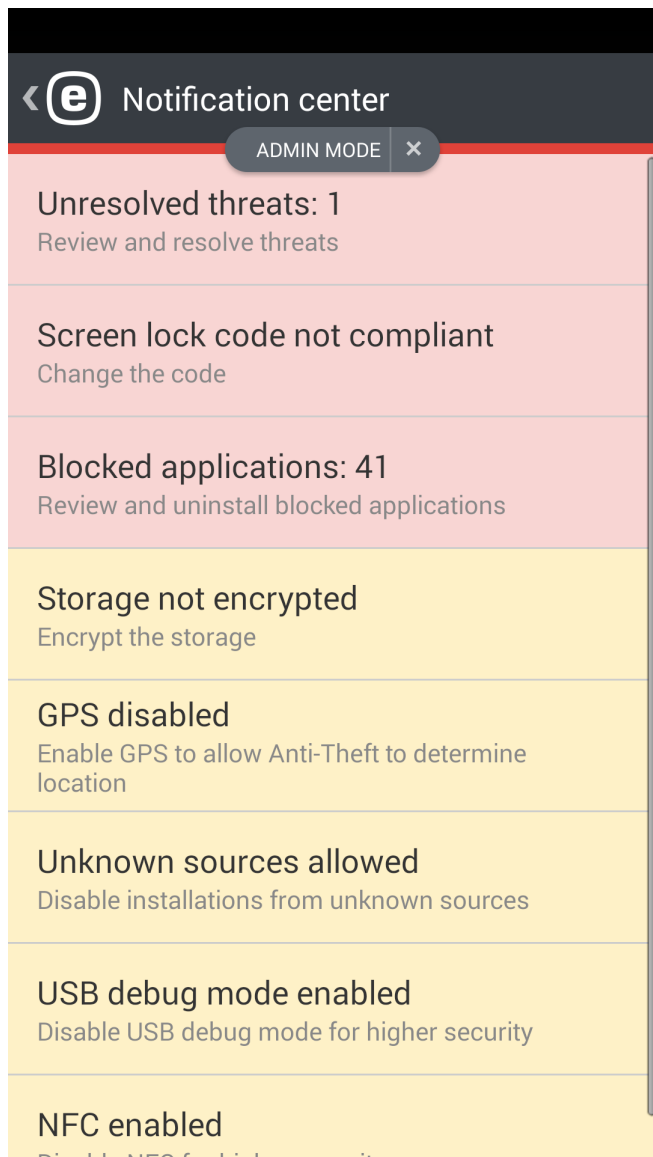 e
Notification center
ADMIN MODE
Unresolved threats: 1
Review and resolve threats
Screen lock code not compliant
Change the code
Blocked applications: 41
Review and uninstall blocked applications
Storage not encrypted
Encrypt the storage
GPS disabled
Enable GPS to allow Anti-Theft to determine
location
Unknown sources allowed
Disable installations from unknown sources
USB debug mode enabled
Disable USB debug mode for higher security
NFC enabled